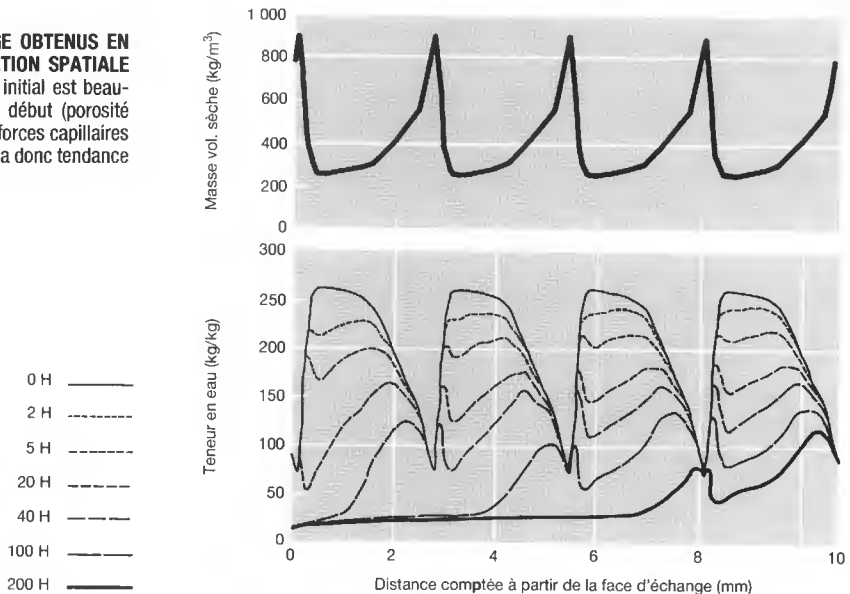 GE OBTENUS EN
TION SPATIALE
initial est beau-
début (porosité
forces capillaires
a donc tendance
0 H
2 H
5 H
20 H
40 H
100 H
200 H
Masse vol. sèche (kg/m³)
1 000
800
600
400
200
0
Teneur en eau (kg/kg)
300
250
200
150
100
50
0
0
2
4
6
8
10
Distance comptée à partir de la face d'échange (mm)